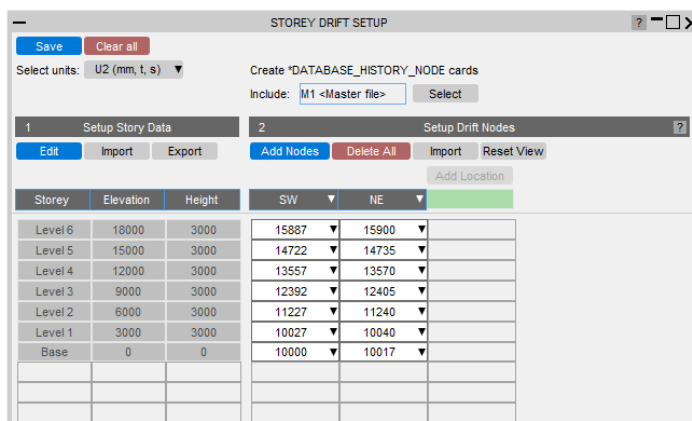 STOREY DRIFT SETUP ?
Save Clear all
Select units: U2 (mm, t, s) Create *DATABASE_HISTORY_NODE cards
Include: M1 <Master file> Select
1 Setup Story Data 2 Setup Drift Nodes ?
Edit Import Export Add Nodes Delete All Import Reset View
Add Location
Storey Elevation Height SW NE
Level 6 18000 3000 15887 15900
Level 5 15000 3000 14722 14735
Level 4 12000 3000 13557 13570
Level 3 9000 3000 12392 12405
Level 2 6000 3000 11227 11240
Level 1 3000 3000 10027 10040
Base 0 0 10000 10017